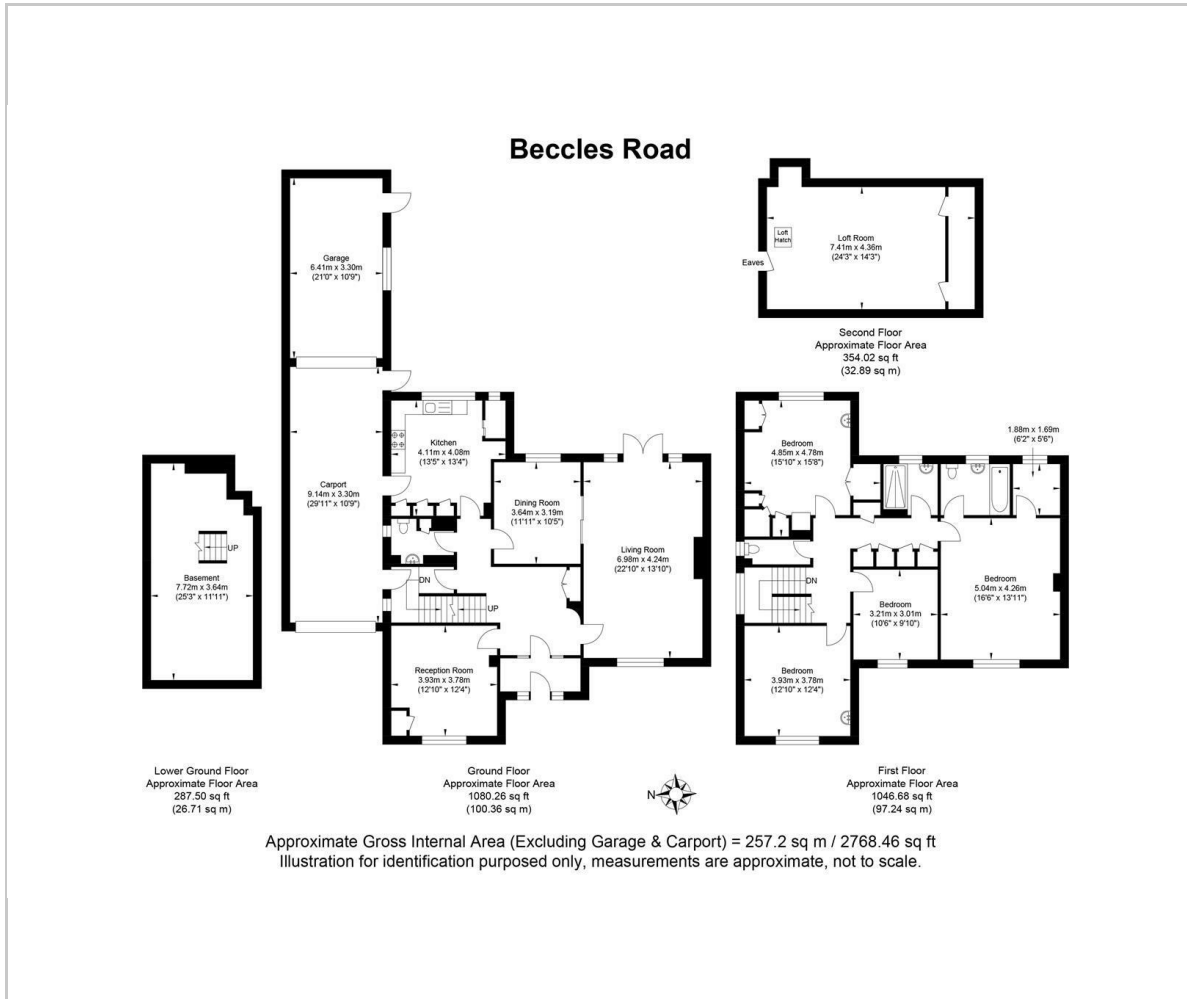 Beccles Road
Garage
6.41m x 3.30m
(21'0" x 10'9")
Loft
Hatch
Loft Room
7.41m x 4.36m
(24'3" x 14'3")
Eaves
Second Floor
Approximate Floor Area
354.02 sq ft
(32.89 sq m)
Kitchen
4.11m x 4.08m
(13'5" x 13'4")
Carport
9.14m x 3.30m
(29'11" x 10'9")
Dining Room
3.64m x 3.19m
(11'11" x 10'5")
Living Room
6.98m x 4.24m
(22'10" x 13'10")
DN
UP
Reception Room
3.93m x 3.78m
(12'10" x 12'4")
UP
Basement
7.72m x 3.64m
(25'3" x 11'11")
Bedroom
4.85m x 4.78m
(15'10" x 15'8")
1.88m x 1.69m
(6'2" x 5'6")
DN
Bedroom
3.21m x 3.01m
(10'6" x 9'10")
Bedroom
5.04m x 4.26m
(16'6" x 13'11")
Bedroom
3.93m x 3.78m
(12'10" x 12'4")
Lower Ground Floor
Approximate Floor Area
287.50 sq ft
(26.71 sq m)
Ground Floor
Approximate Floor Area
1080.26 sq ft
(100.36 sq m)
N
First Floor
Approximate Floor Area
1046.68 sq ft
(97.24 sq m)
Approximate Gross Internal Area (Excluding Garage & Carport) = 257.2 sq m / 2768.46 sq ft
Illustration for identification purposed only, measurements are approximate, not to scale.